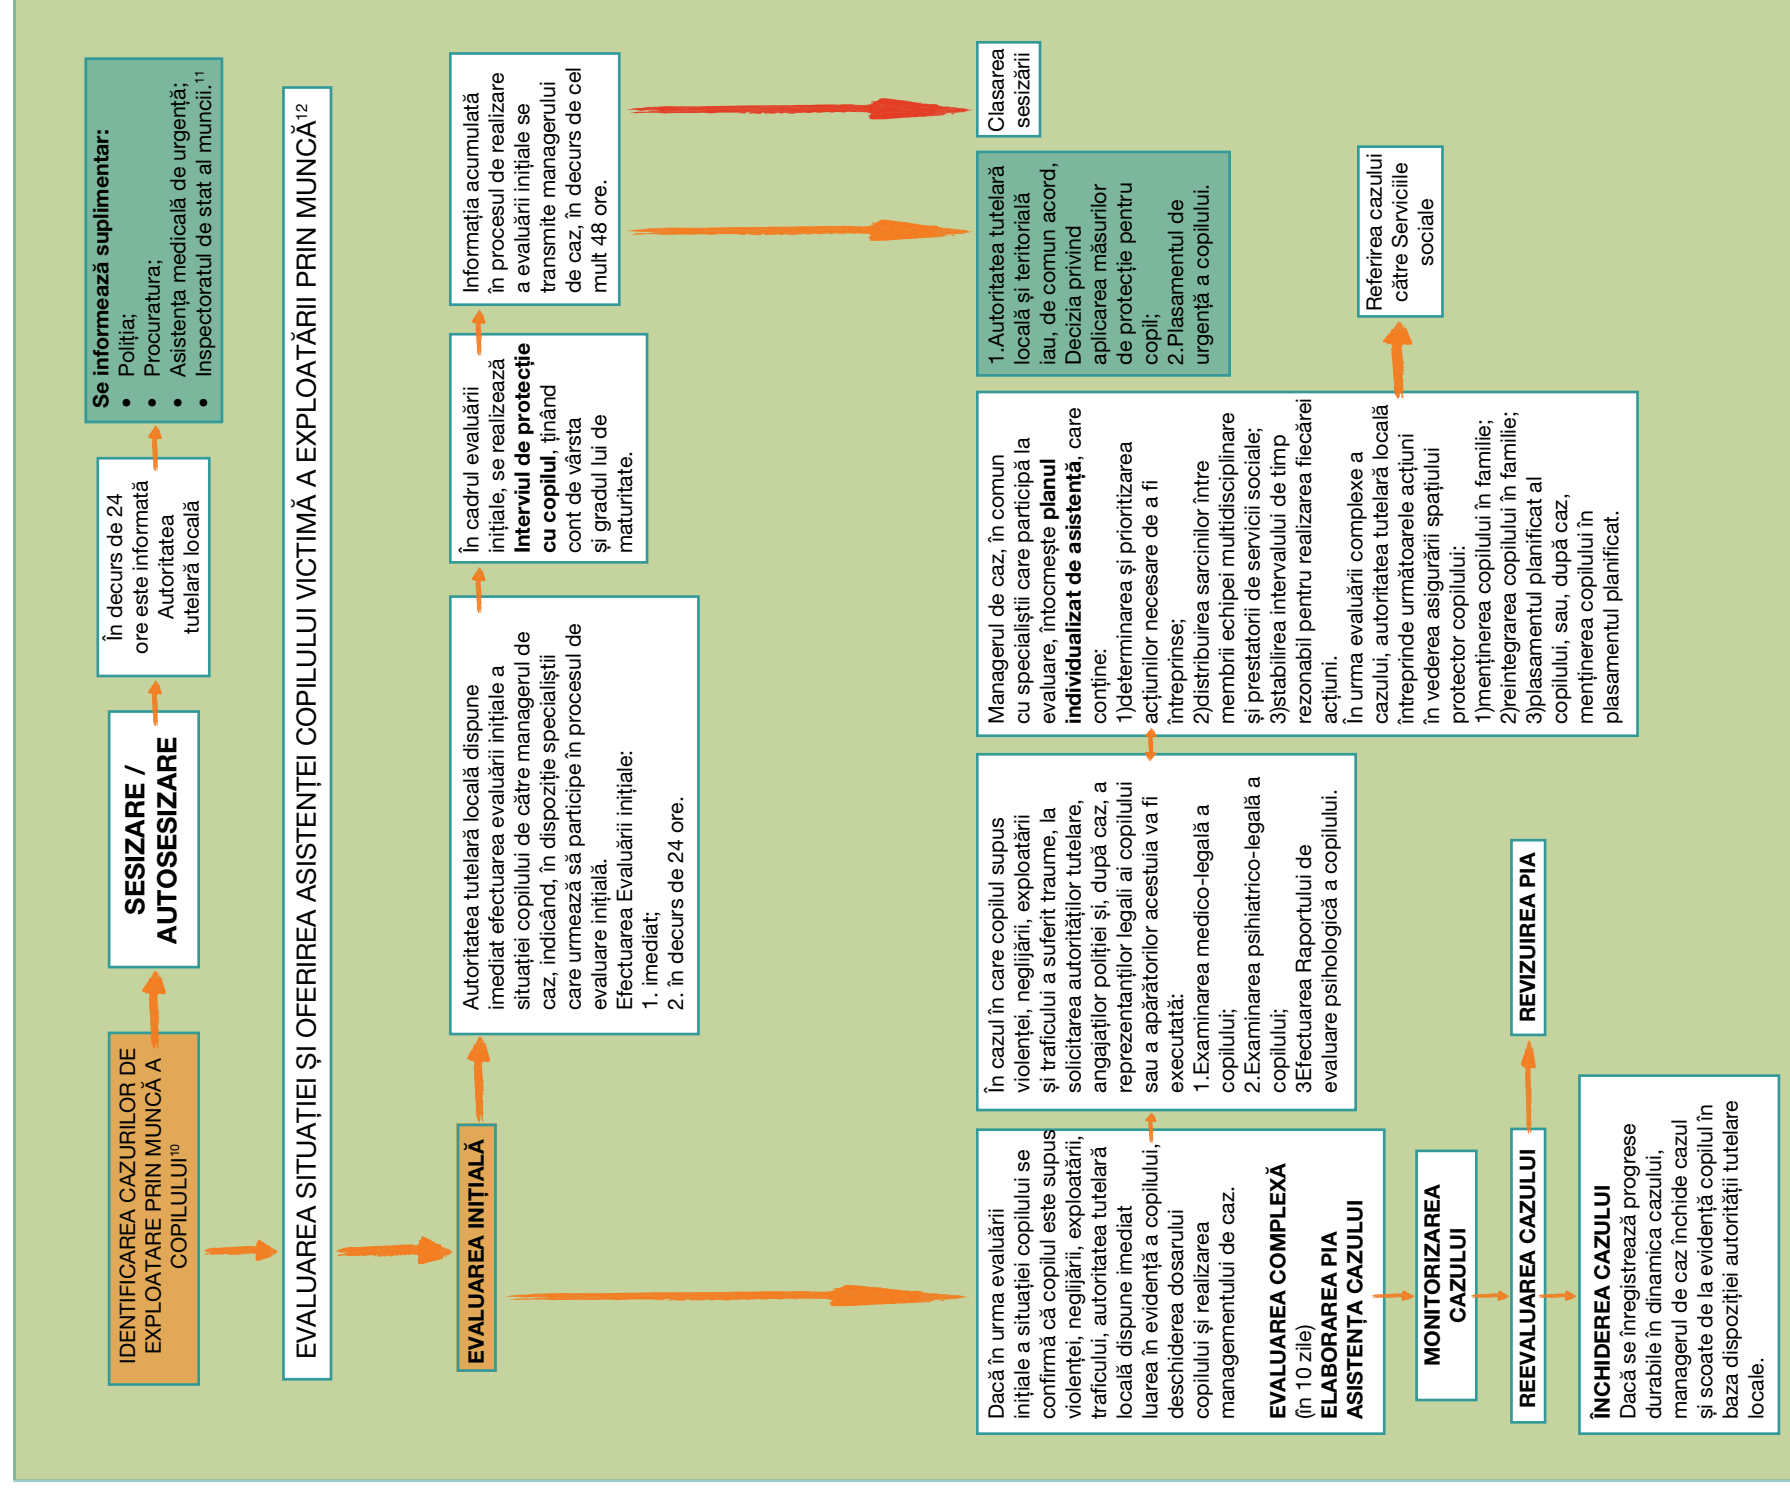 IDENTIFICAREA CAZURILOR DE
EXPLOATARE PRIN MUNCĂ A
COPILULUI¹⁰
SESIZARE /
AUTOSESIZARE
În decurs de 24
ore este informată
Autoritatea
tutelară locală
Se informează suplimentar:
• Poliția;
• Procuratura;
• Asistența medicală de urgență;
• Inspectoratul de stat al muncii.¹¹
EVALUAREA SITUAȚIEI ȘI OFERIREA ASISTENȚEI COPILULUI VICTIMĂ A EXPLOATĂRII PRIN MUNCĂ¹²
EVALUAREA INIȚIALĂ
Autoritatea tutelară locală dispune
imediat efectuarea evaluării inițiale a
situației copilului de către managerul de
caz, indicând, în dispoziție specialiștii
care urmează să participe în procesul de
evaluare inițială.
Efectuarea Evaluării inițiale:
1. imediat;
2. în decurs de 24 ore.
În cadrul evaluării
inițiale, se realizează
Interviul de protecție
cu copilul, ținând
cont de vârsta
și gradul lui de
maturitate.
Informația acumulată
în procesul de realizare
a evaluării inițiale se
transmite managerului
de caz, în decurs de cel
mult 48 ore.
Dacă în urma evaluării
inițiale a situației copilului se
confirmă că copilul este supus
violenței, neglijării, exploatării,
traficului, autoritatea tutelară
locală dispune imediat
luarea în evidență a copilului,
deschiderea dosarului
copilului și realizarea
managementului de caz.
EVALUAREA COMPLEXĂ
(în 10 zile)
ELABORAREA PIA
ASISTENȚA CAZULUI
În cazul în care copilul supus
violenței, neglijării, exploatării
și traficului a suferit traume, la
solicitarea autorităților tutelare,
angajaților poliției și, după caz, a
reprezentanților legali ai copilului
sau a apărătorilor acestuia va fi
executată:
1.Examinarea medico-legală a
copilului;
2.Examinarea psihiatrico-legală a
copilului;
3Efectuarea Raportului de
evaluare psihologică a copilului.
Managerul de caz, în comun
cu specialiștii care participă la
evaluare, întocmește planul
individualizat de asistență, care
conține:
1)determinarea și prioritizarea
acțiunilor necesare de a fi
întreprinse;
2)distribuirea sarcinilor între
membrii echipei multidisciplinare
și prestatorii de servicii sociale;
3)stabilirea intervalului de timp
rezonabil pentru realizarea fiecărei
acțiuni.
În urma evaluării complexe a
cazului, autoritatea tutelară locală
întreprinde următoarele acțiuni
în vederea asigurării spațiului
protector copilului:
1)menținerea copilului în familie;
2)reintegrarea copilului în familie;
3)plasamentul planificat al
copilului, sau, după caz,
menținerea copilului în
plasamentul planificat.
1.Autoritatea tutelară
locală și teritorială
iau, de comun acord,
Decizia privind
aplicarea măsurilor
de protecție pentru
copil;
2.Plasamentul de
urgență a copilului.
Clasarea
sesizării
Referirea cazului
către Serviciile
sociale
MONITORIZAREA
CAZULUI
REEVALUAREA CAZULUI
REVIZUIREA PIA
ÎNCHIDEREA CAZULUI
Dacă se înregistrează progrese
durabile în dinamica cazului,
managerul de caz închide cazul
și scoate de la evidență copilul în
baza dispoziției autorității tutelare
locale.